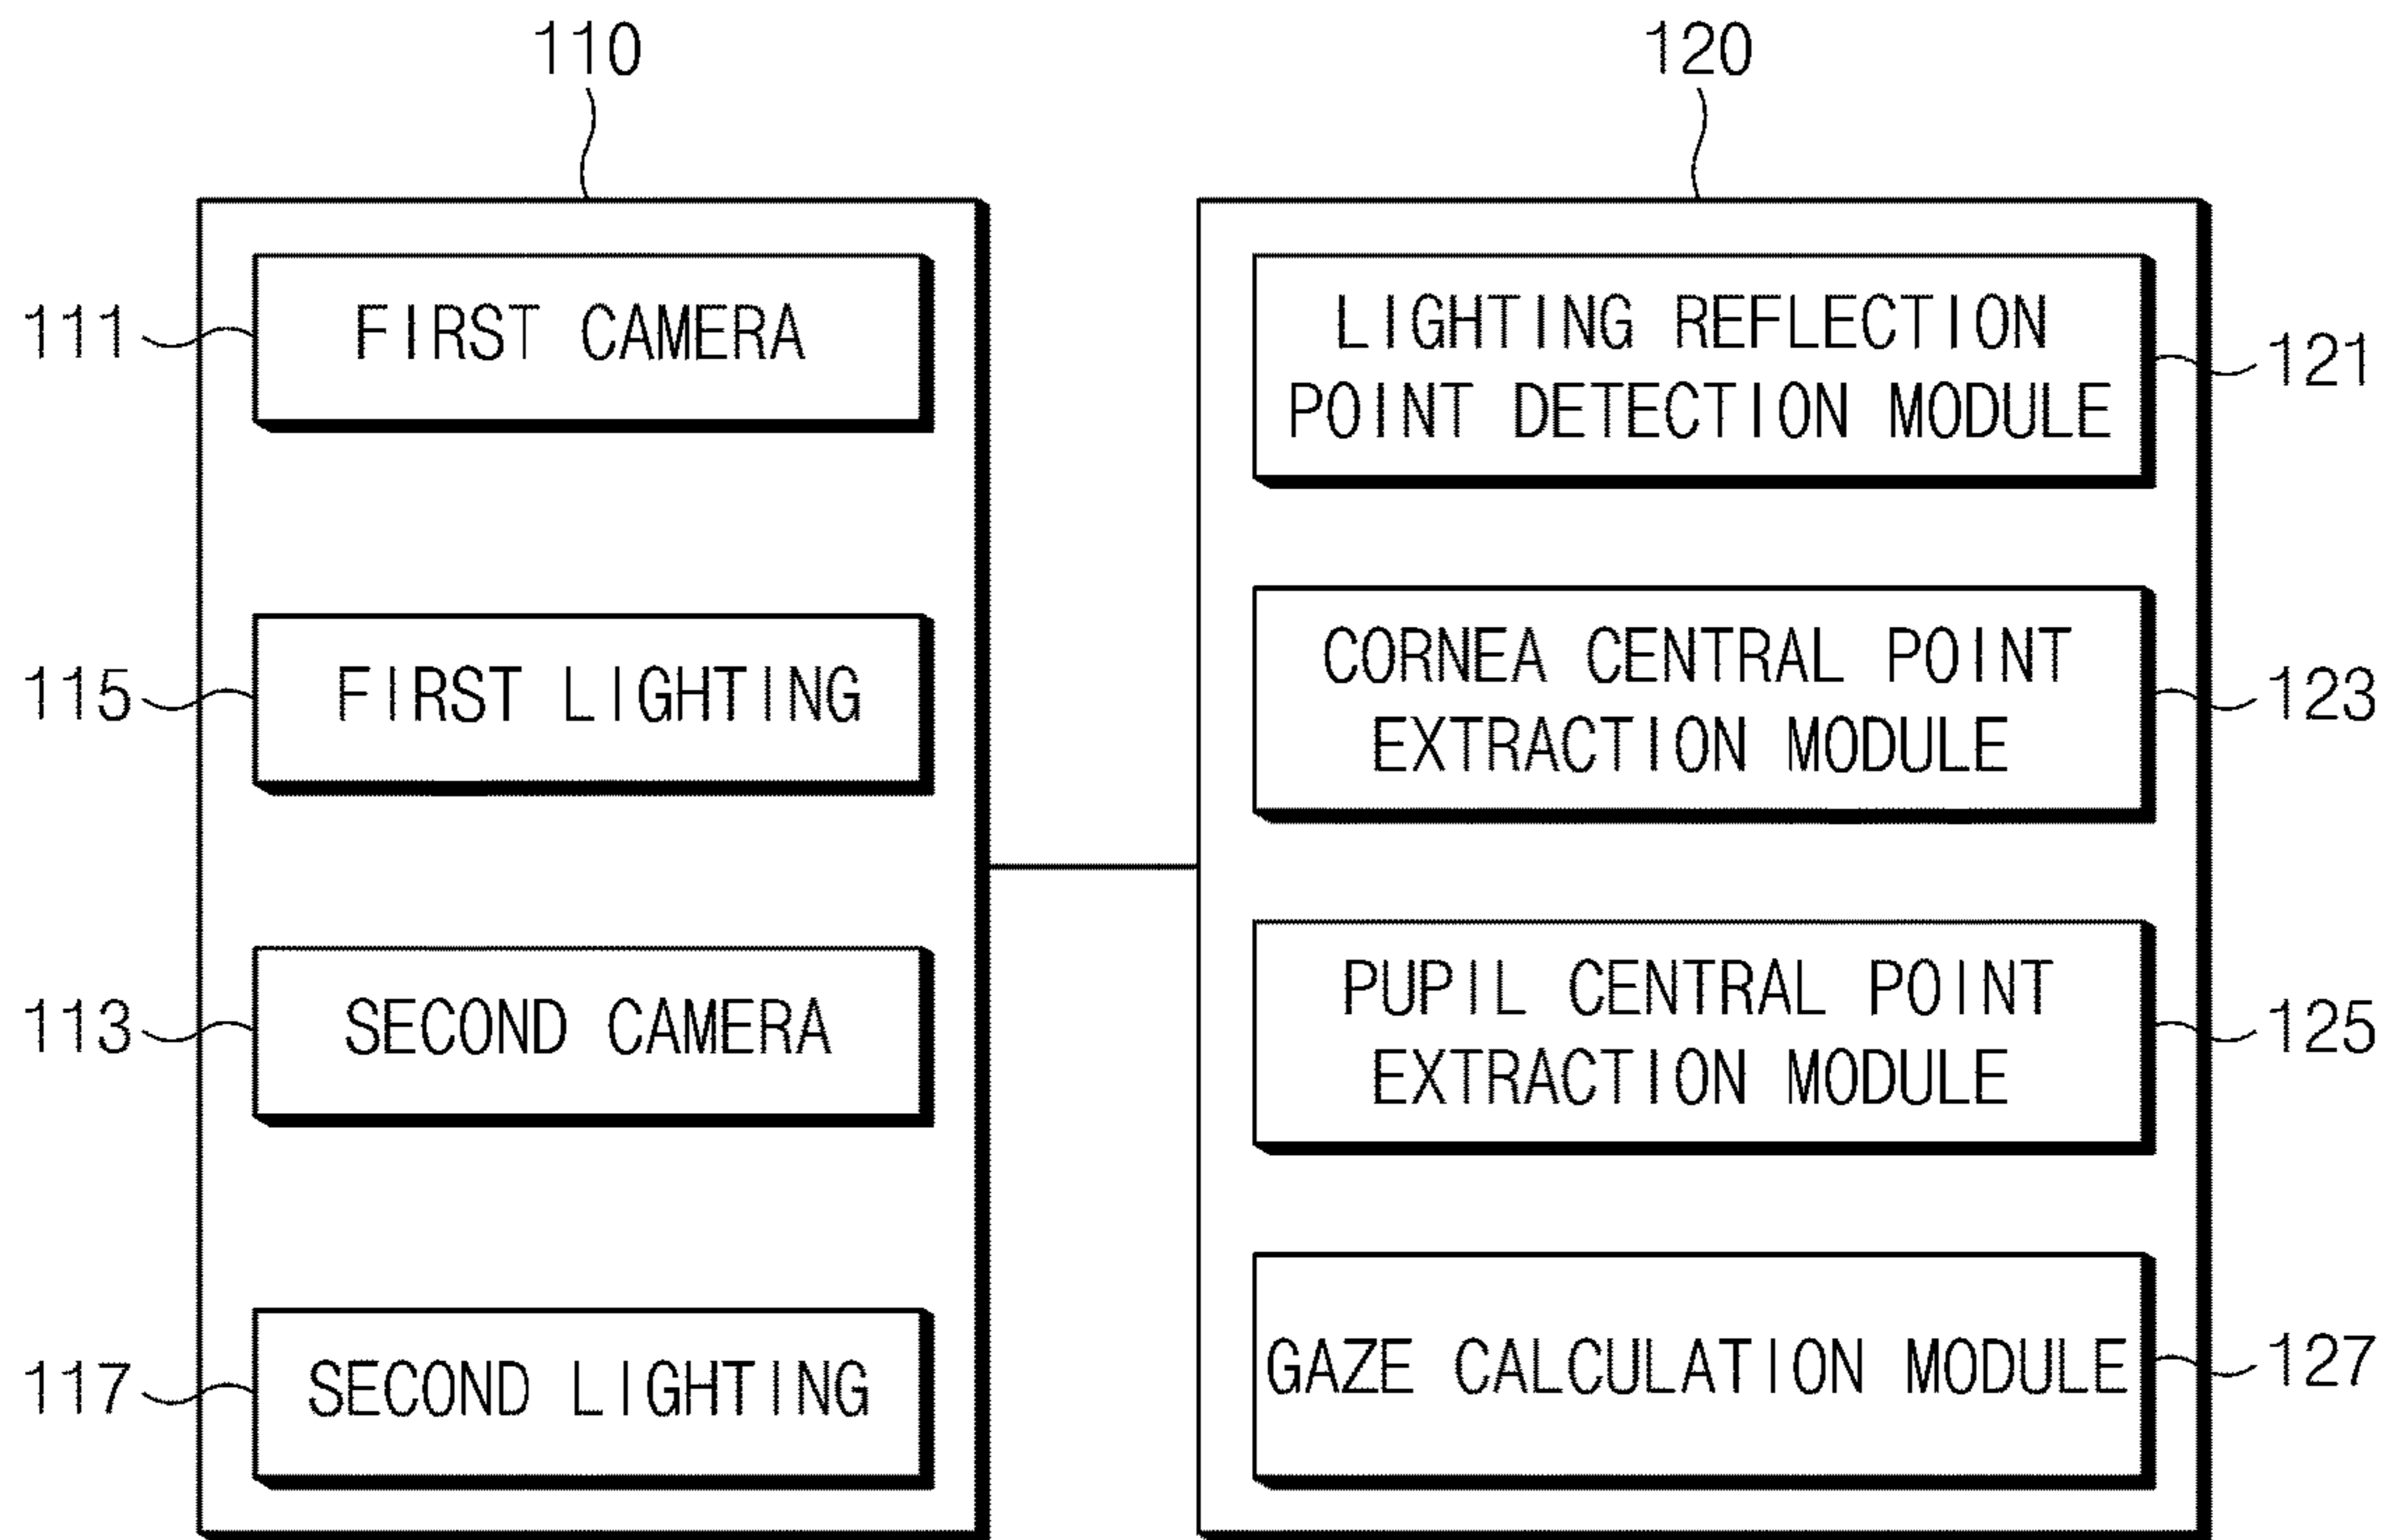 110
120
111
FIRST CAMERA
115
FIRST LIGHTING
113
SECOND CAMERA
117
SECOND LIGHTING
LIGHTING REFLECTION
POINT DETECTION MODULE
121
CORNEA CENTRAL POINT
EXTRACTION MODULE
123
PUPIL CENTRAL POINT
EXTRACTION MODULE
125
GAZE CALCULATION MODULE
127